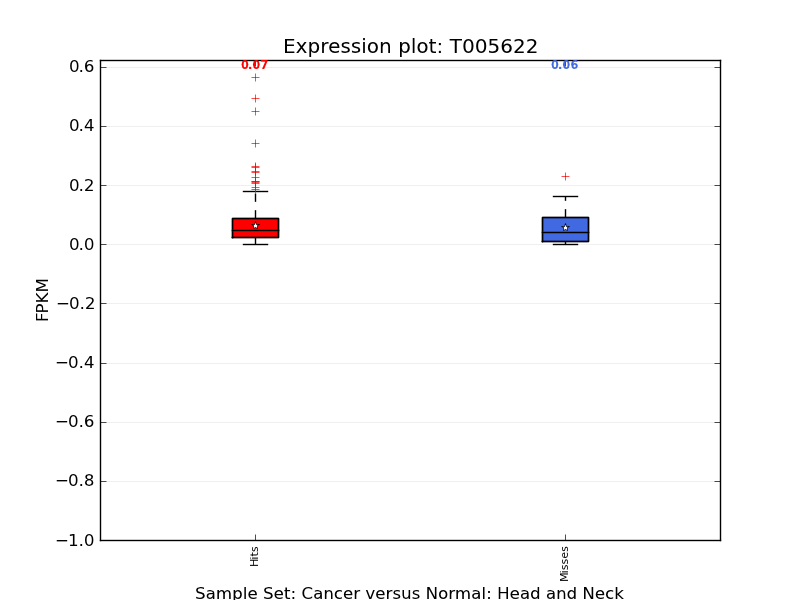 Expression plot: T005622
0.07
0.06
0.6
0.4
0.2
0.0
−0.2
−0.4
−0.6
−0.8
−1.0
FPKM
Hits
Misses
Sample Set: Cancer versus Normal: Head and Neck